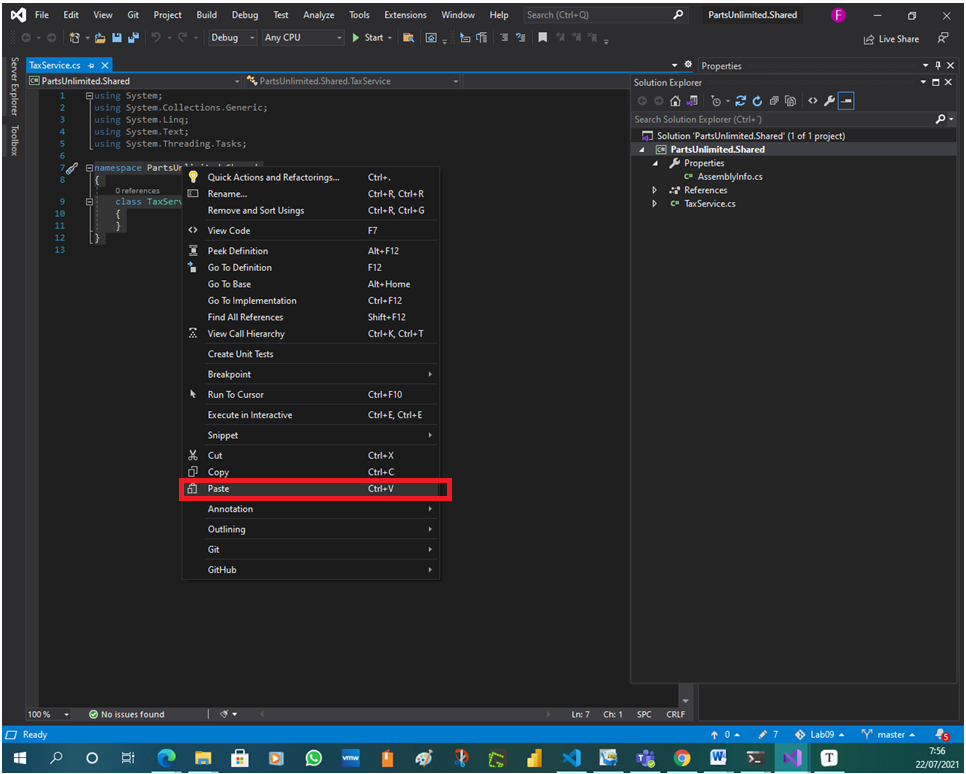 File Edit View Git Project Build Debug Test Analyze Tools Extensions Window Help Search (Ctrl+Q) PartsUnlimited.Shared F
Debug Any CPU Start Live Share
Server Explorer
Toolbox
TaxService.cs
PartsUnlimited.Shared PartsUnlimited.Shared.TaxService
1 using System;
2 using System.Collections.Generic;
3 using System.Linq;
4 using System.Text;
5 using System.Threading.Tasks;
6
7 namespace PartsUnlimited.Shared
8 {
0 references
9 class TaxServ
10 {
11 }
12 }
13
Quick Actions and Refactorings... Ctrl+.
Rename... Ctrl+R, Ctrl+R
Remove and Sort Usings Ctrl+R, Ctrl+G
View Code F7
Peek Definition Alt+F12
Go To Definition F12
Go To Base Alt+Home
Go To Implementation Ctrl+F12
Find All References Shift+F12
View Call Hierarchy Ctrl+K, Ctrl+T
Create Unit Tests
Breakpoint
Run To Cursor Ctrl+F10
Execute in Interactive Ctrl+E, Ctrl+E
Snippet
Cut Ctrl+X
Copy Ctrl+C
Paste Ctrl+V
Annotation
Outlining
Git
GitHub
Properties
Solution Explorer
Search Solution Explorer (Ctrl+¨)
Solution 'PartsUnlimited.Shared' (1 of 1 project)
PartsUnlimited.Shared
Properties
AssemblyInfo.cs
References
TaxService.cs
100 % No issues found Ln: 7 Ch: 1 SPC CRLF
Ready 0 7 Lab09 master 5
vmw
7:56
22/07/2021